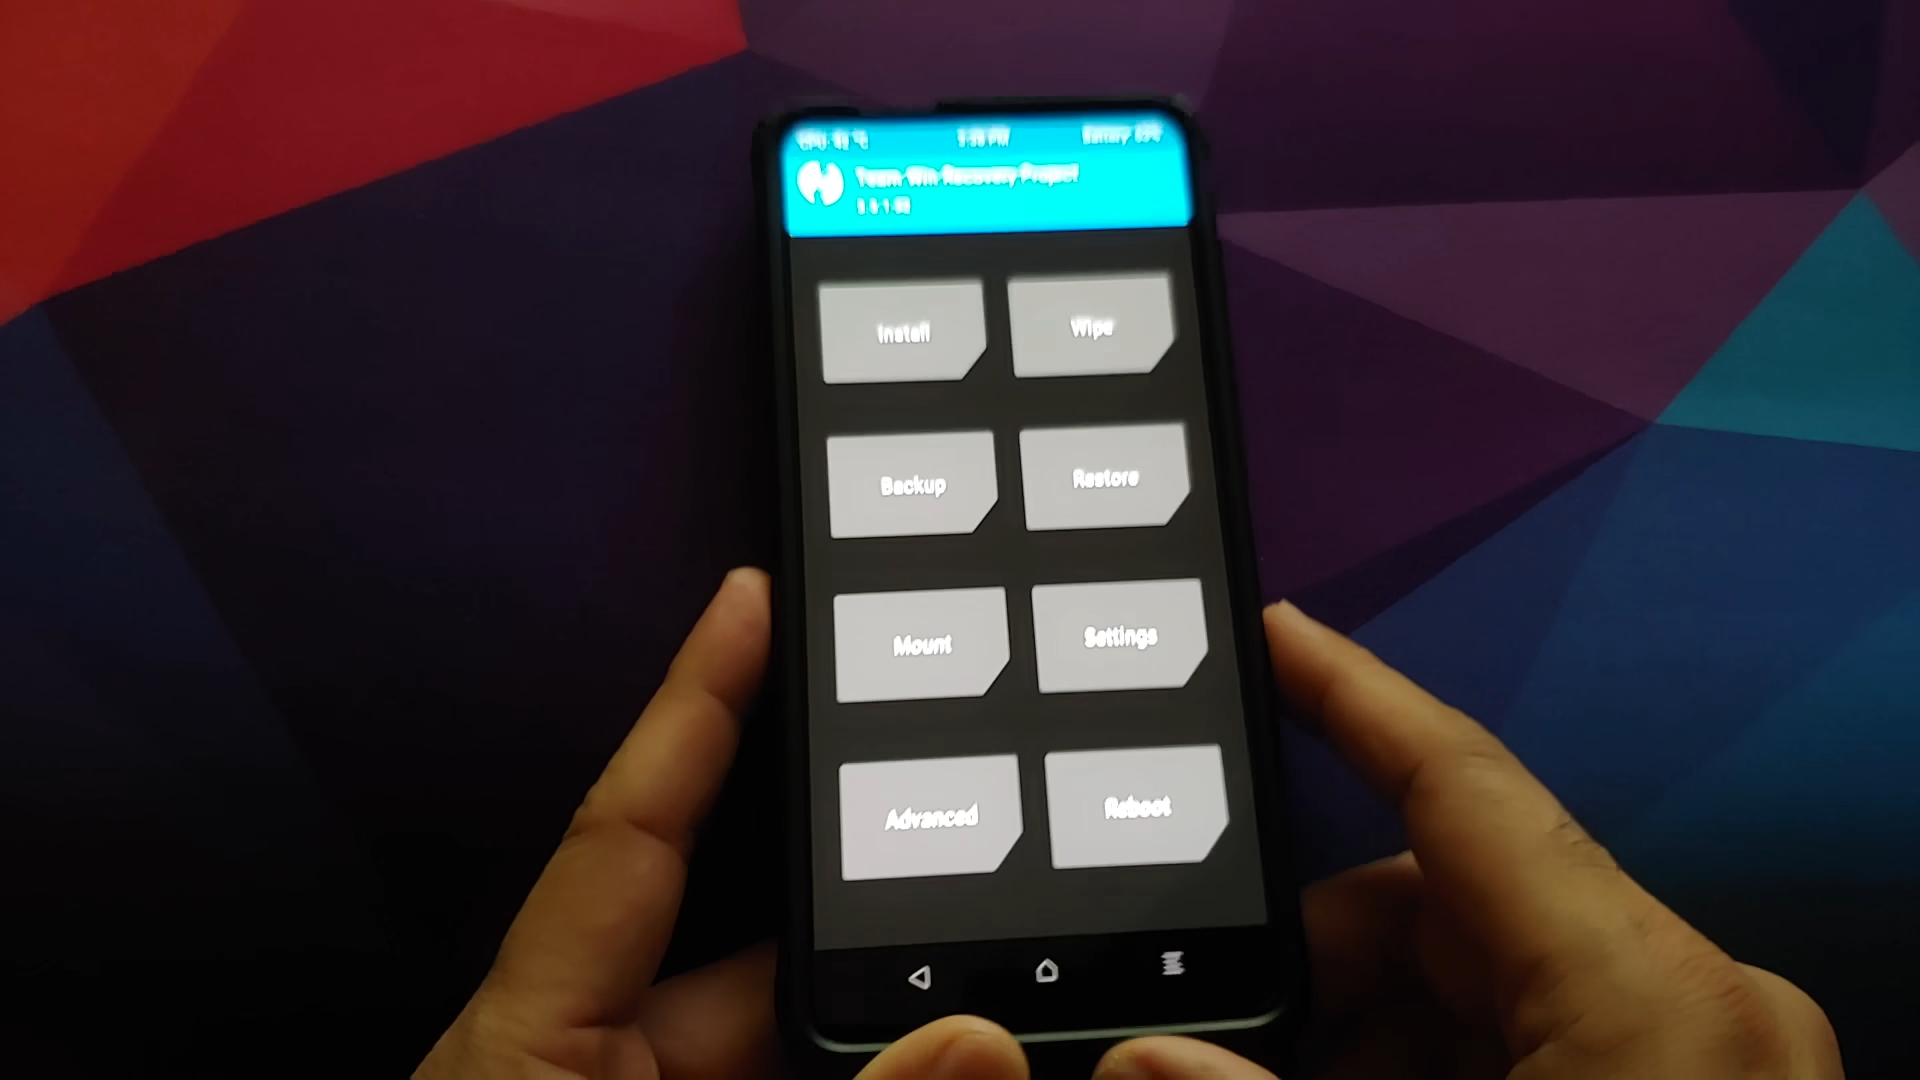 Team Win Recovery Project
Install
Wipe
Backup
Restore
Mount
Settings
Advanced
Reboot